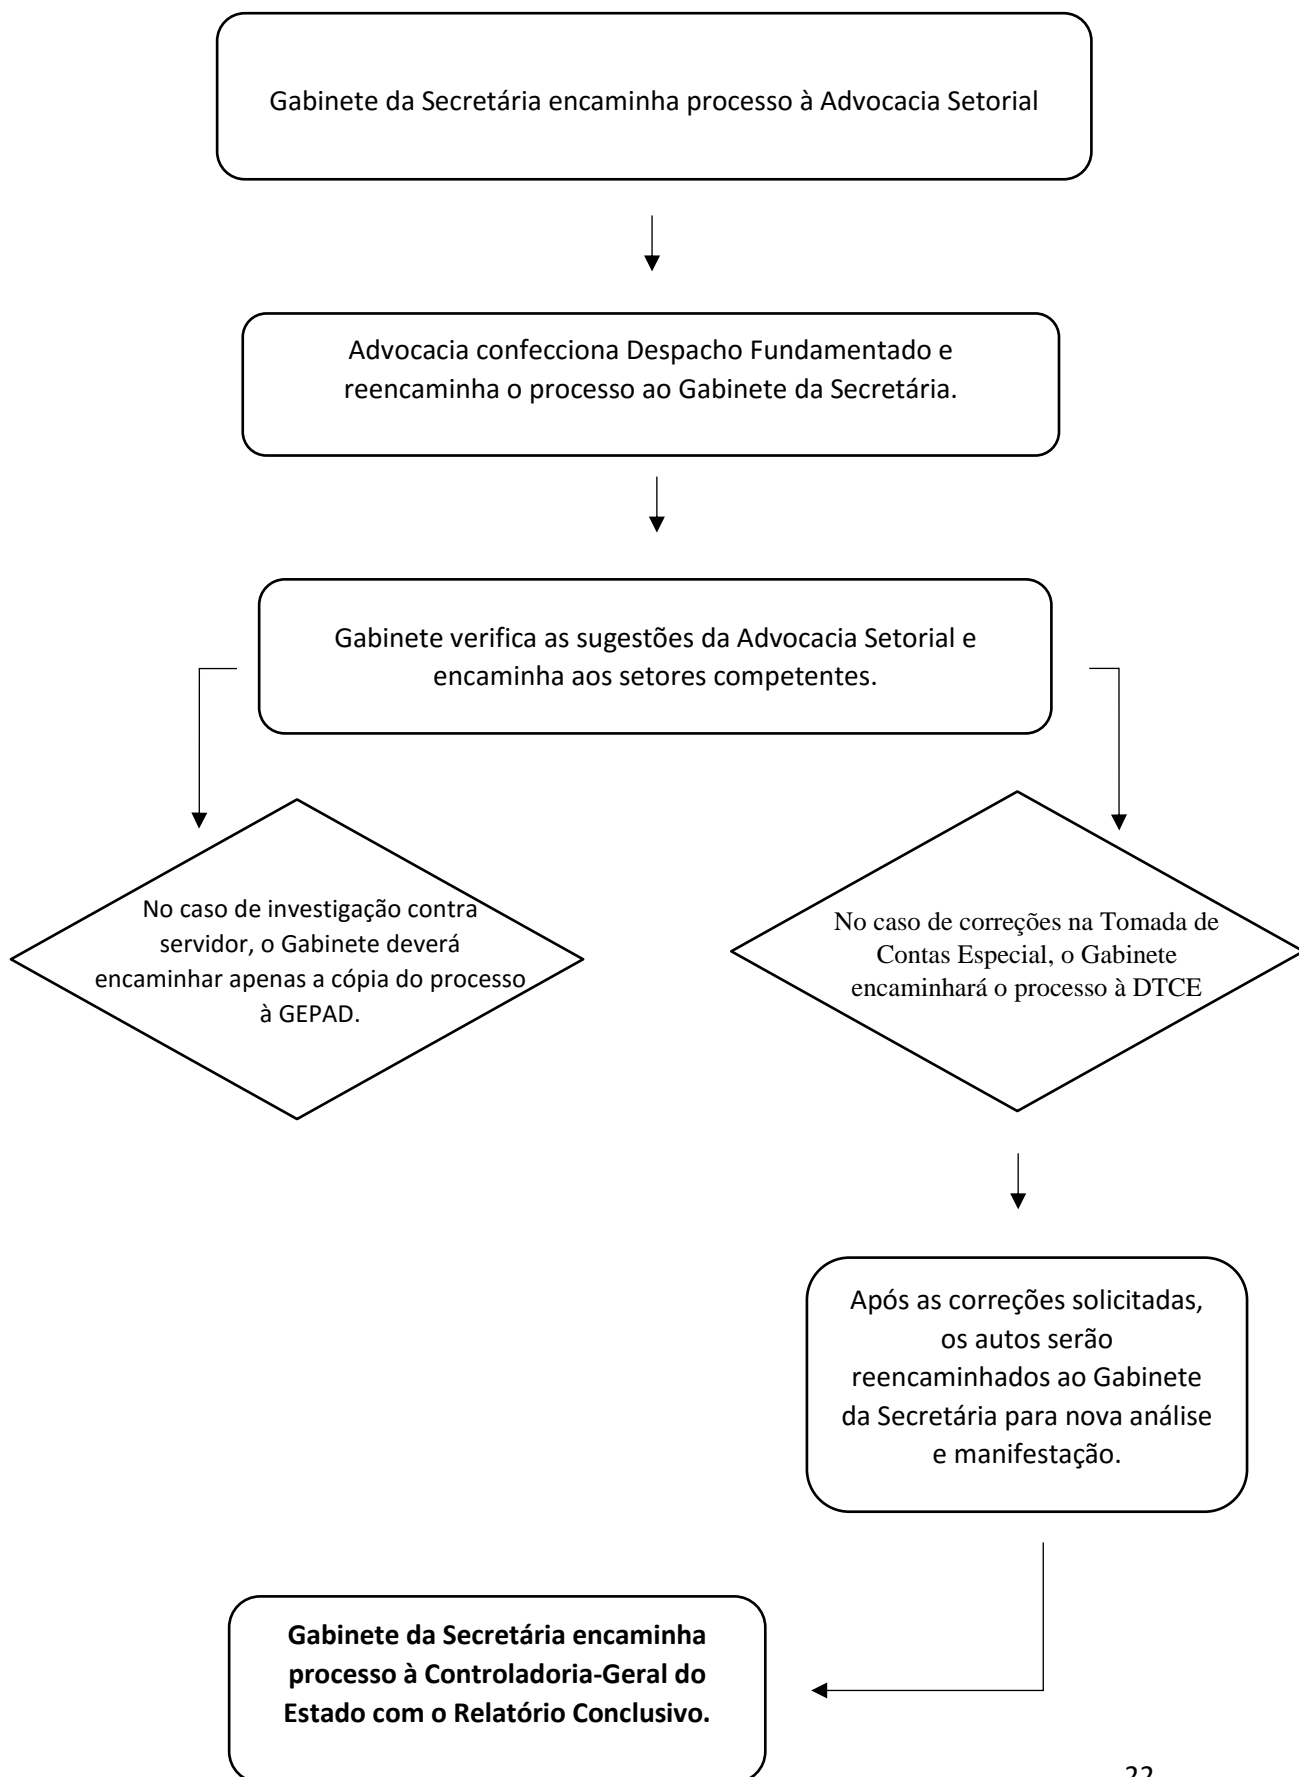 Gabinete da Secretária encaminha processo à Advocacia Setorial
Advocacia confecciona Despacho Fundamentado e
reencaminha o processo ao Gabinete da Secretária.
Gabinete verifica as sugestões da Advocacia Setorial e
encaminha aos setores competentes.
No caso de investigação contra
servidor, o Gabinete deverá
encaminhar apenas a cópia do processo
à GEPAD.
No caso de correções na Tomada de
Contas Especial, o Gabinete
encaminhará o processo à DTCE
Após as correções solicitadas,
os autos serão
reencaminhados ao Gabinete
da Secretária para nova análise
e manifestação.
Gabinete da Secretária encaminha
processo à Controladoria-Geral do
Estado com o Relatório Conclusivo.
22